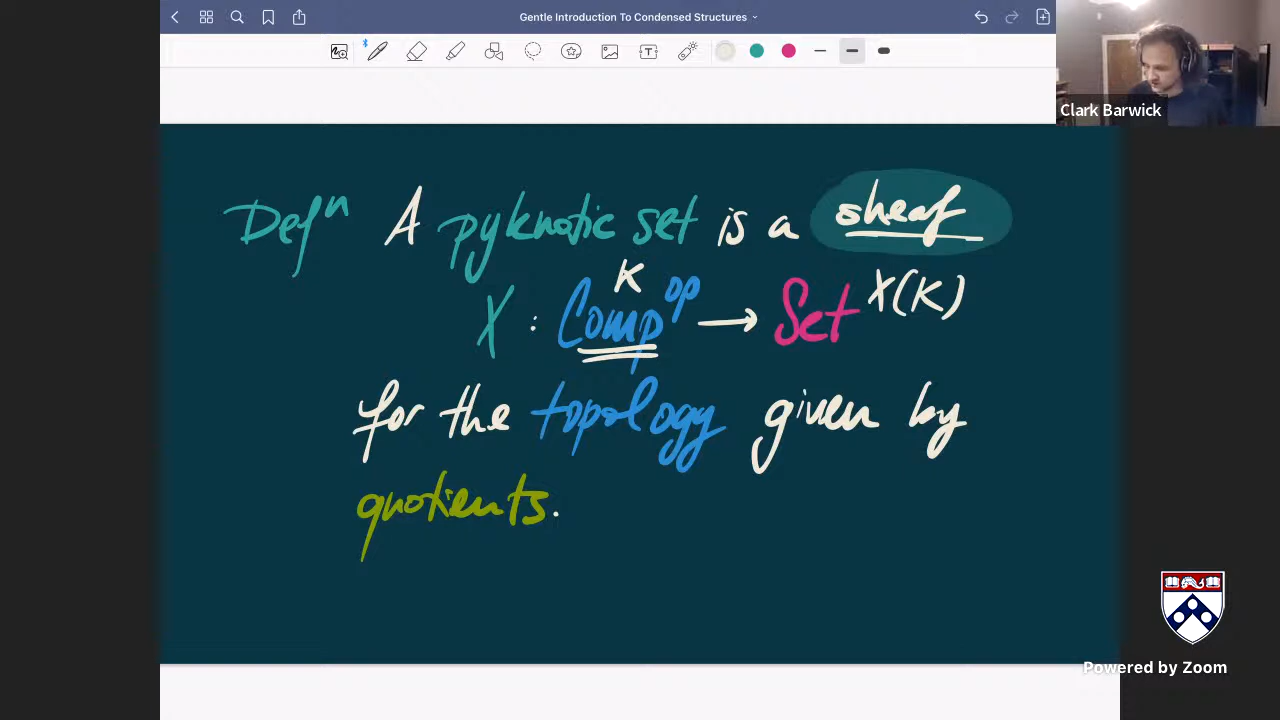 Gentle Introduction To Condensed Structures
Clark Barwick
Defⁿ A pyknotic set is a sheaf
K
X : Comp^op → Set X(K)
for the topology given by
quotients.
Powered by Zoom